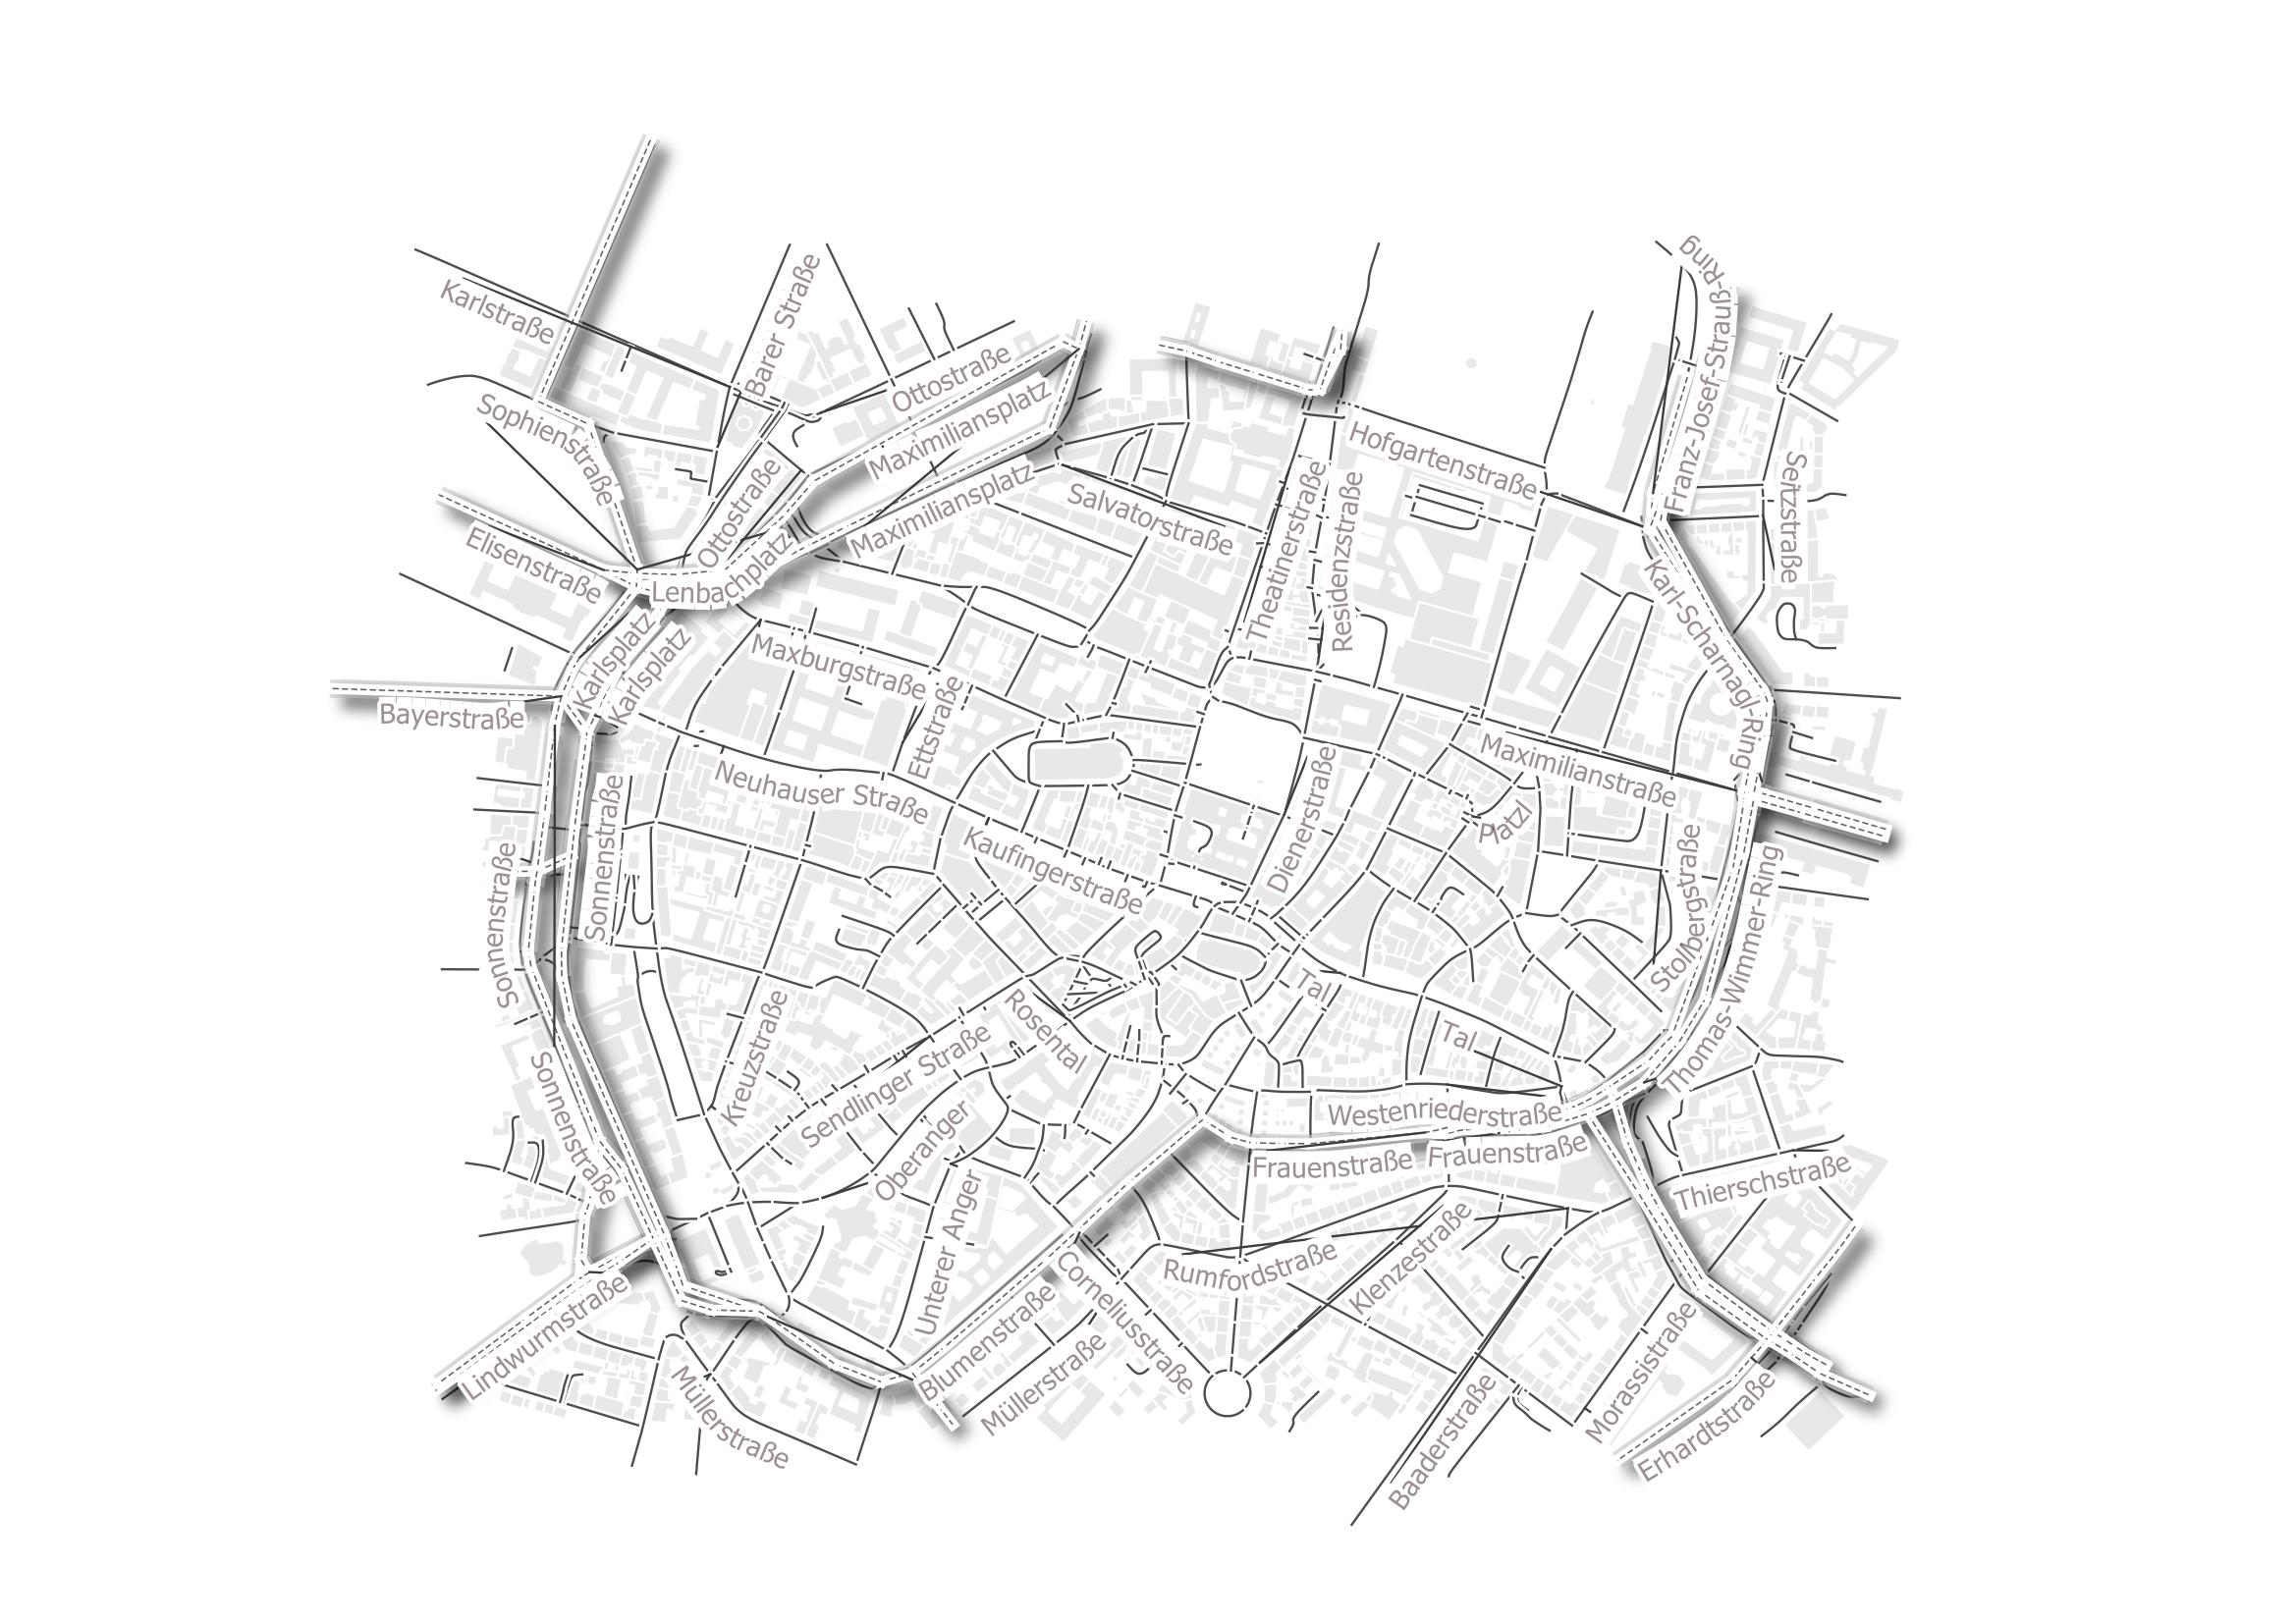 Franz-Josef-Strauß-Ring
Karlstraße
Barer Straße
Ottostraße
Maximiliansplatz
Sophienstraße
Hofgartenstraße
Seitzstraße
Ottostraße
Maximiliansplatz
Salvatorstraße
Theatinerstraße
Residenzstraße
Elisenstraße
Lenbachplatz
Karl-Scharnagl-Ring
Karlsplatz
Karlsplatz
Maxburgstraße
Ettstraße
Bayerstraße
Neuhauser Straße
Maximilianstraße
Dienerstraße
Platzl
Sonnenstraße
Kaufingerstraße
Stollbergstraße
Sonnenstraße
Thomas-Wimmer-Ring
Tal
Rosental
Kreuzstraße
Tal
Sendlinger Straße
Sonnenstraße
Westenriederstraße
Oberanger
Frauenstraße
Frauenstraße
Thierschstraße
Unterer Anger
Rumfordstraße
Klenzestraße
Corneliusstraße
Lindwurmstraße
Blumenstraße
Müllerstraße
Müllerstraße
Morassistraße
Baaderstraße
Erhardtstraße